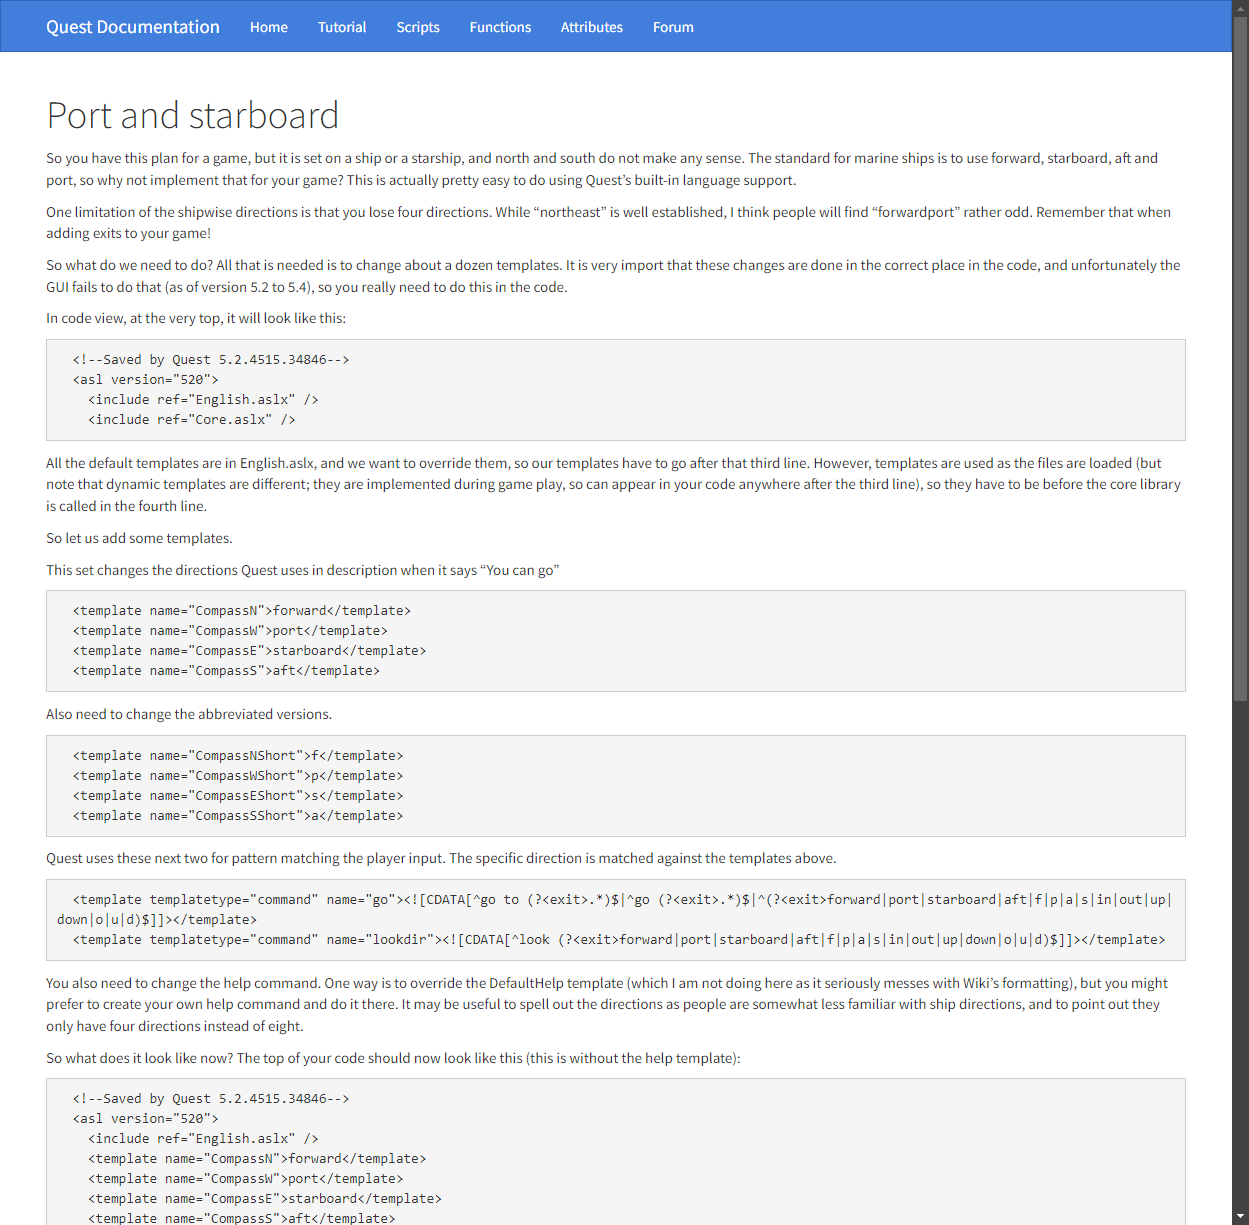 Quest Documentation Home Tutorial Scripts Functions Attributes Forum
Port and starboard
So you have this plan for a game, but it is set on a ship or a starship, and north and south do not make any sense. The standard for marine ships is to use forward, starboard, aft and
port, so why not implement that for your game? This is actually pretty easy to do using Quest’s built-in language support.
One limitation of the shipwise directions is that you lose four directions. While “northeast” is well established, I think people will find “forwardport” rather odd. Remember that when
adding exits to your game!
So what do we need to do? All that is needed is to change about a dozen templates. It is very import that these changes are done in the correct place in the code, and unfortunately the
GUI fails to do that (as of version 5.2 to 5.4), so you really need to do this in the code.
In code view, at the very top, it will look like this:
<!--Saved by Quest 5.2.4515.34846-->
<asl version="520">
<include ref="English.aslx" />
<include ref="Core.aslx" />
All the default templates are in English.aslx, and we want to override them, so our templates have to go after that third line. However, templates are used as the files are loaded (but
note that dynamic templates are different; they are implemented during game play, so can appear in your code anywhere after the third line), so they have to be before the core library
is called in the fourth line.
So let us add some templates.
This set changes the directions Quest uses in description when it says “You can go”
<template name="CompassN">forward</template>
<template name="CompassW">port</template>
<template name="CompassE">starboard</template>
<template name="CompassS">aft</template>
Also need to change the abbreviated versions.
<template name="CompassNShort">f</template>
<template name="CompassWShort">p</template>
<template name="CompassEShort">s</template>
<template name="CompassSShort">a</template>
Quest uses these next two for pattern matching the player input. The specific direction is matched against the templates above.
<template templatetype="command" name="go"><![CDATA[^go to (?<exit>.*)$|^go (?<exit>.*)$|^(?<exit>forward|port|starboard|aft|f|p|a|s|in|out|up|
down|o|u|d)$]]></template>
<template templatetype="command" name="lookdir"><![CDATA[^look (?<exit>forward|port|starboard|aft|f|p|a|s|in|out|up|down|o|u|d)$]]></template>
You also need to change the help command. One way is to override the DefaultHelp template (which I am not doing here as it seriously messes with Wiki’s formatting), but you might
prefer to create your own help command and do it there. It may be useful to spell out the directions as people are somewhat less familiar with ship directions, and to point out they
only have four directions instead of eight.
So what does it look like now? The top of your code should now look like this (this is without the help template):
<!--Saved by Quest 5.2.4515.34846-->
<asl version="520">
<include ref="English.aslx" />
<template name="CompassN">forward</template>
<template name="CompassW">port</template>
<template name="CompassE">starboard</template>
<template name="CompassS">aft</template>